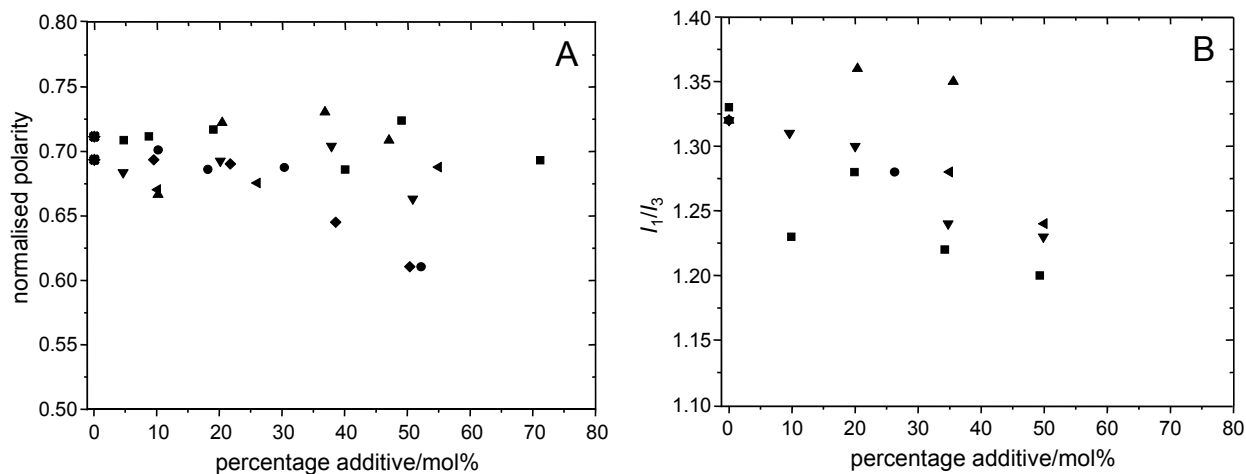 A
0.80
0.75
0.70
0.65
0.60
0.55
0.50
normalised polarity
0 10 20 30 40 50 60 70 80
percentage additive/mol%
B
1.40
1.35
1.30
1.25
1.20
1.15
1.10
I₁/I₃
0 10 20 30 40 50 60 70 80
percentage additive/mol%